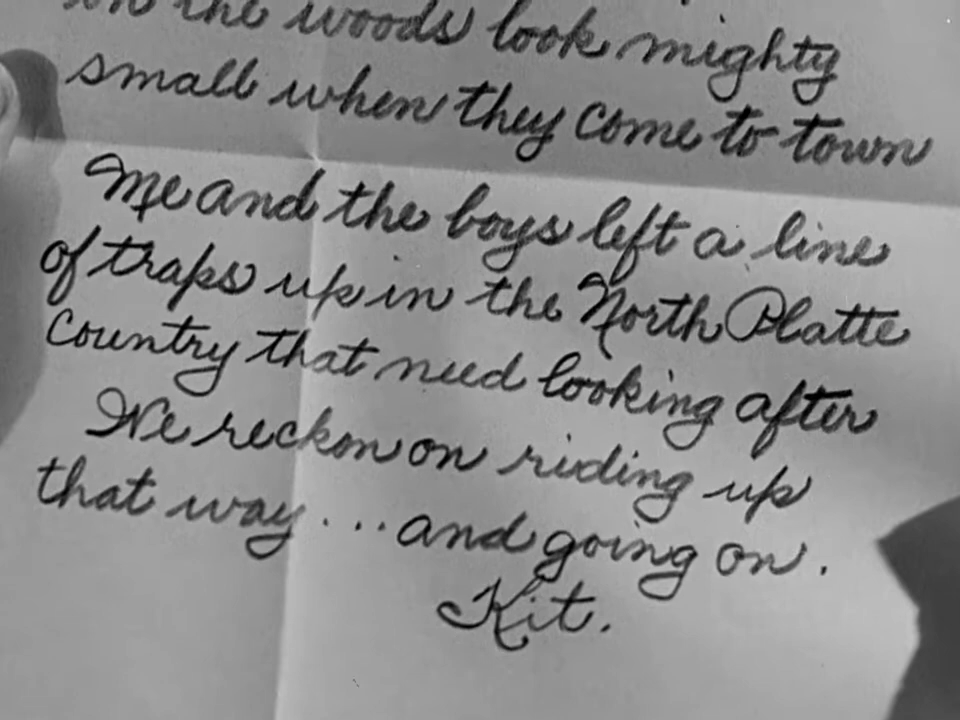 in the woods look mighty
small when they come to town
Me and the boys left a line
of traps up in the North Platte
Country that need looking after
We reckon on riding up
that way ... and going on.
Kit.